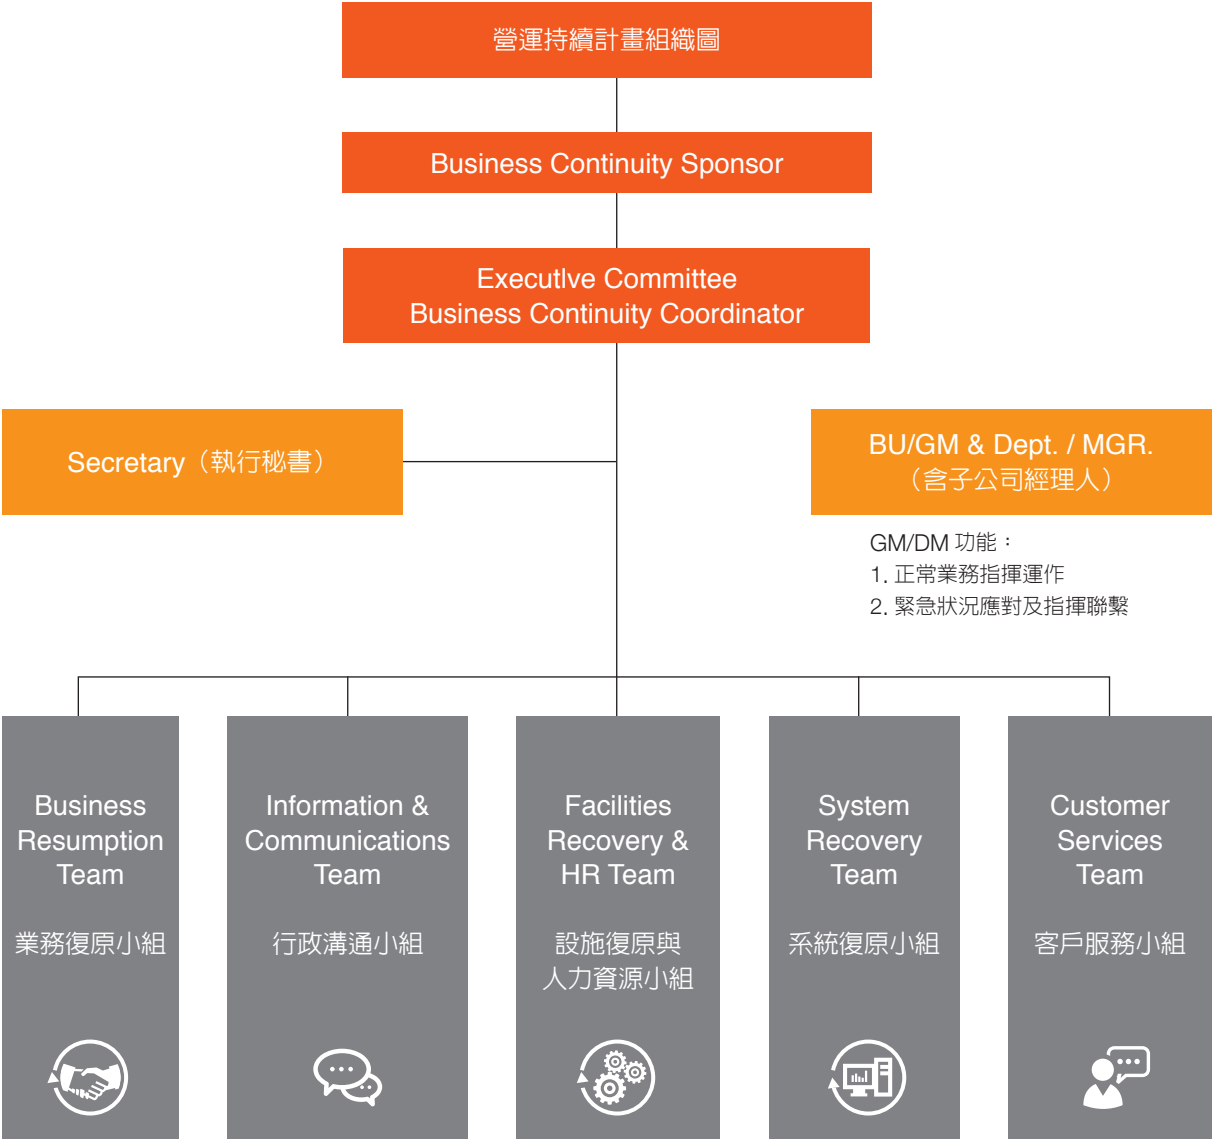 營運持續計畫組織圖
Business Continuity Sponsor
Executlve Committee
Business Continuity Coordinator
Secretary（執行秘書）
BU/GM & Dept. / MGR.
（含子公司經理人）
GM/DM 功能：
1. 正常業務指揮運作
2. 緊急狀況應對及指揮聯繫
Business
Resumption
Team
業務復原小組
Information &
Communications
Team
行政溝通小組
Facilities
Recovery &
HR Team
設施復原與
人力資源小組
System
Recovery
Team
系統復原小組
Customer
Services
Team
客戶服務小組